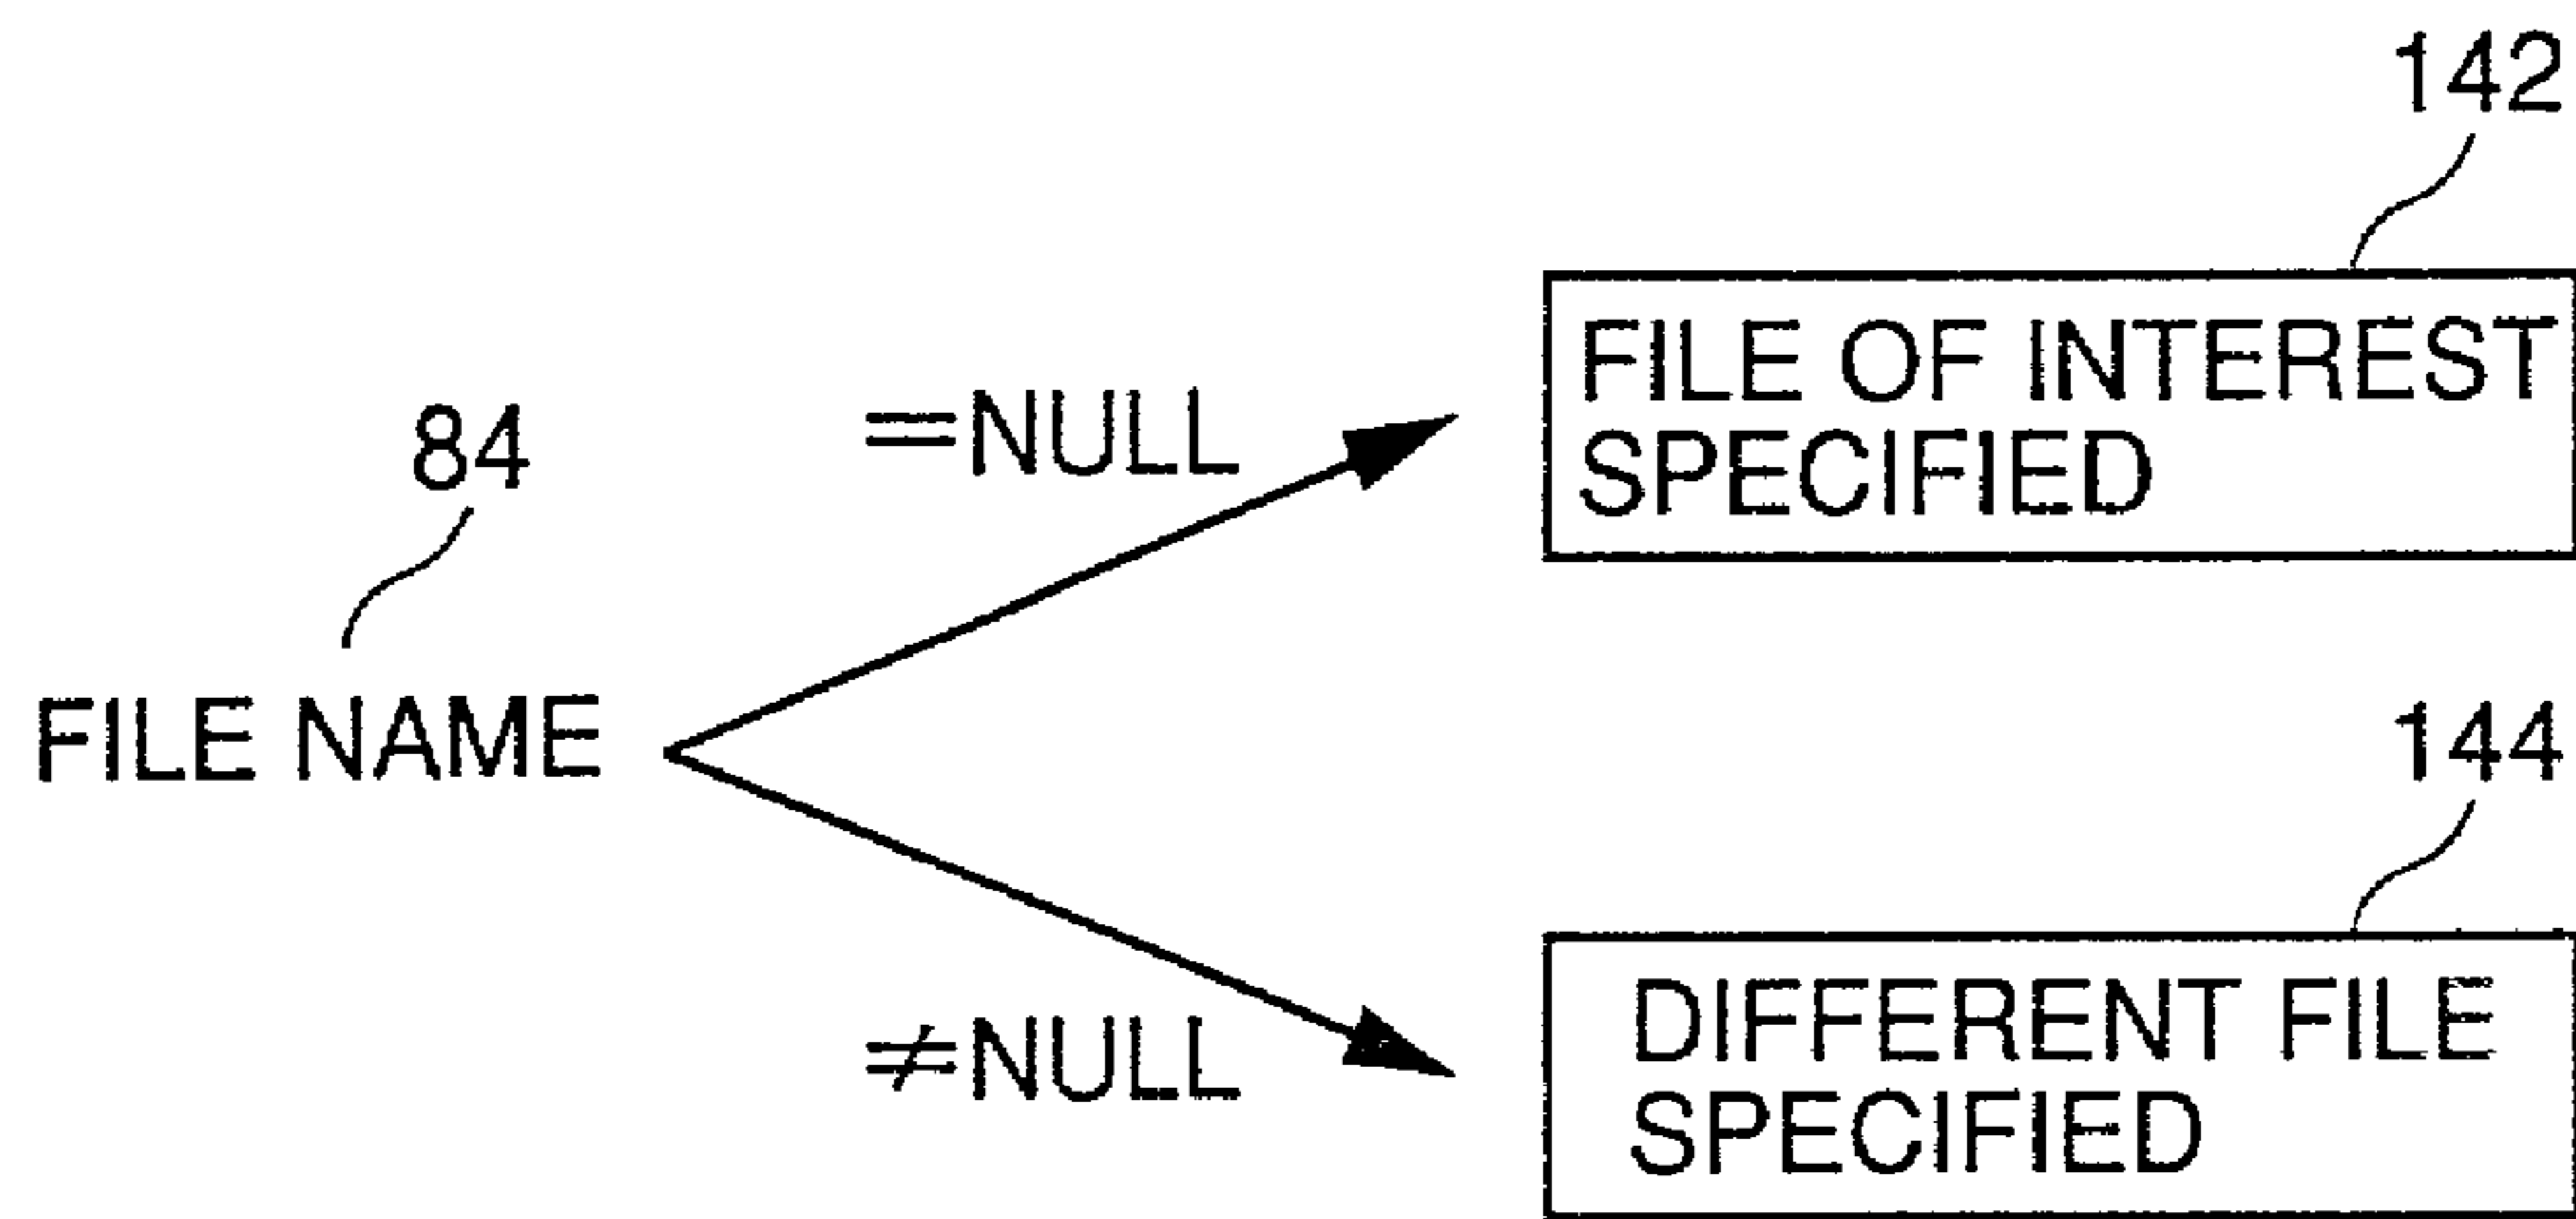 142
FILE OF INTEREST
SPECIFIED
=NULL
84
FILE NAME
144
≠NULL
DIFFERENT FILE
SPECIFIED